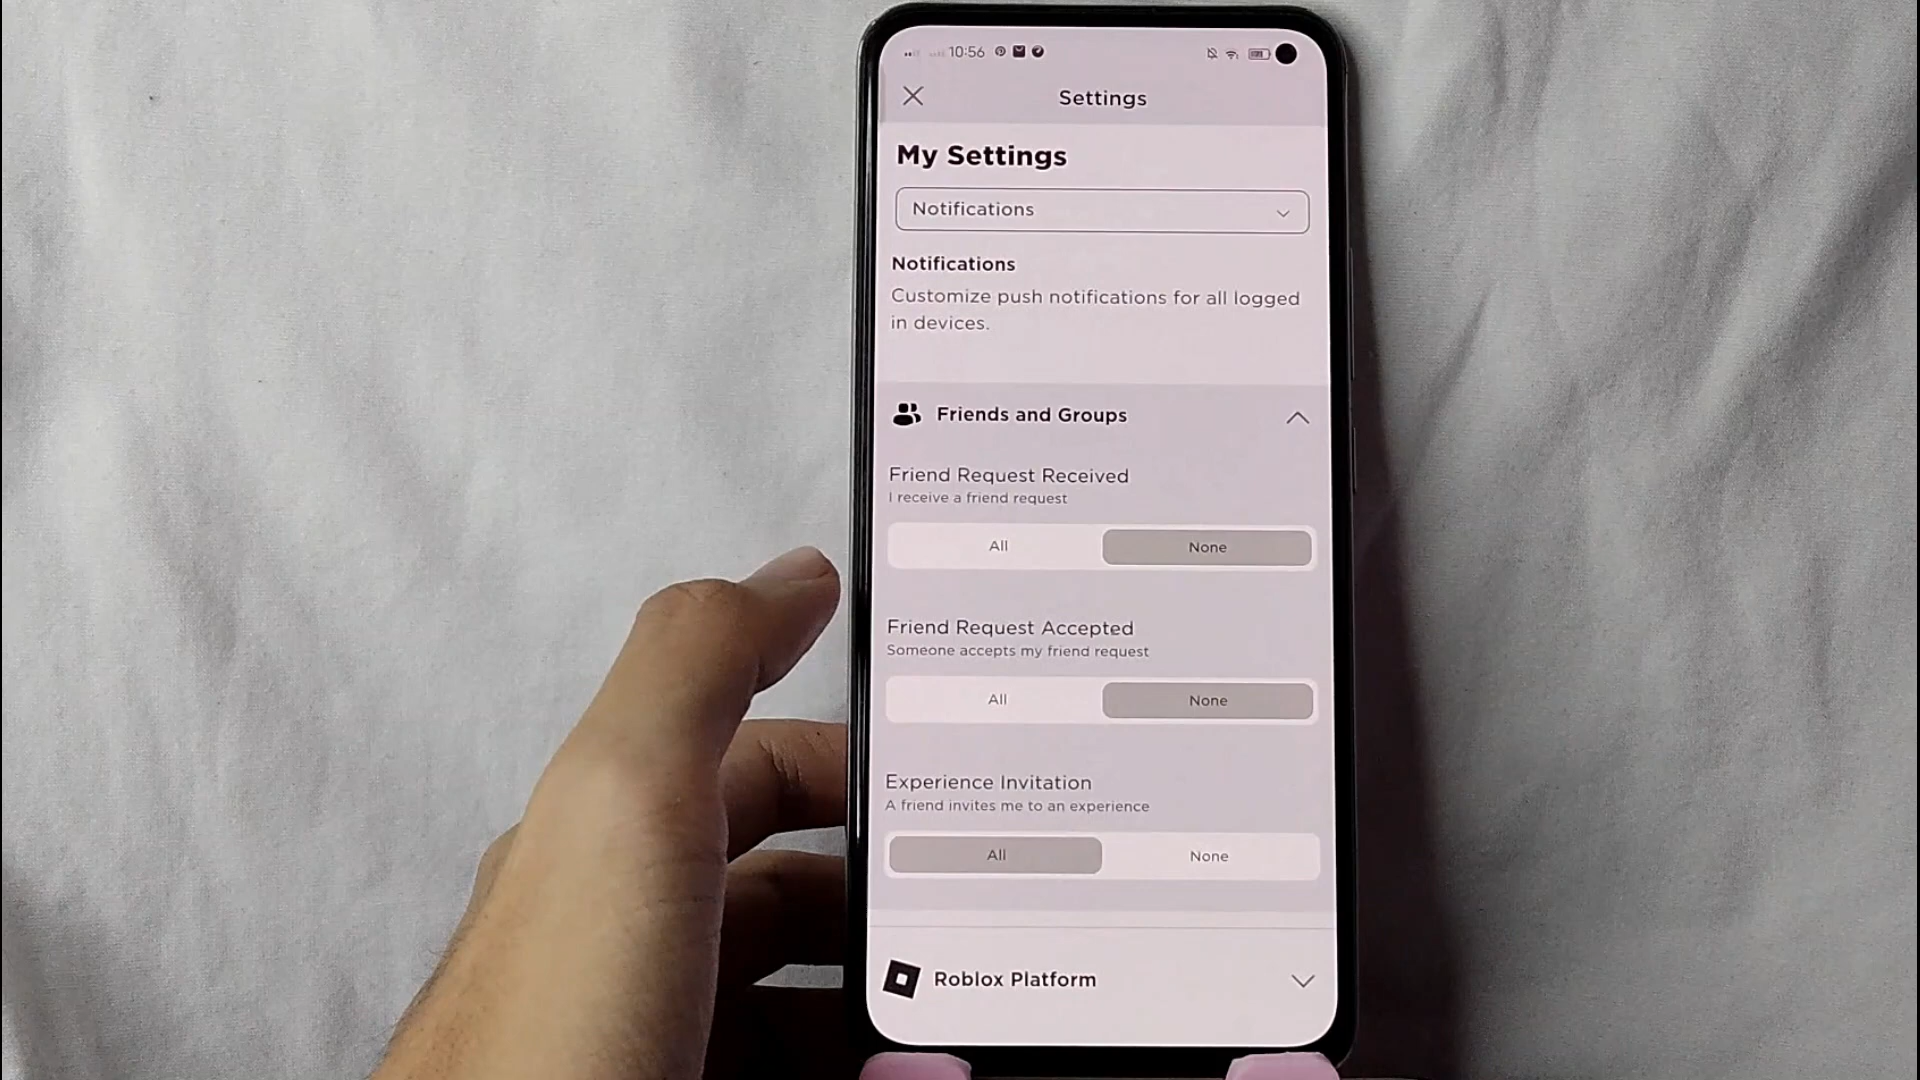 10:56
Settings
My Settings
Notifications
Notifications
Customize push notifications for all logged
in devices.
Friends and Groups
Friend Request Received
I receive a friend request
All None
Friend Request Accepted
Someone accepts my friend request
All None
Experience Invitation
A friend invites me to an experience
All None
Roblox Platform